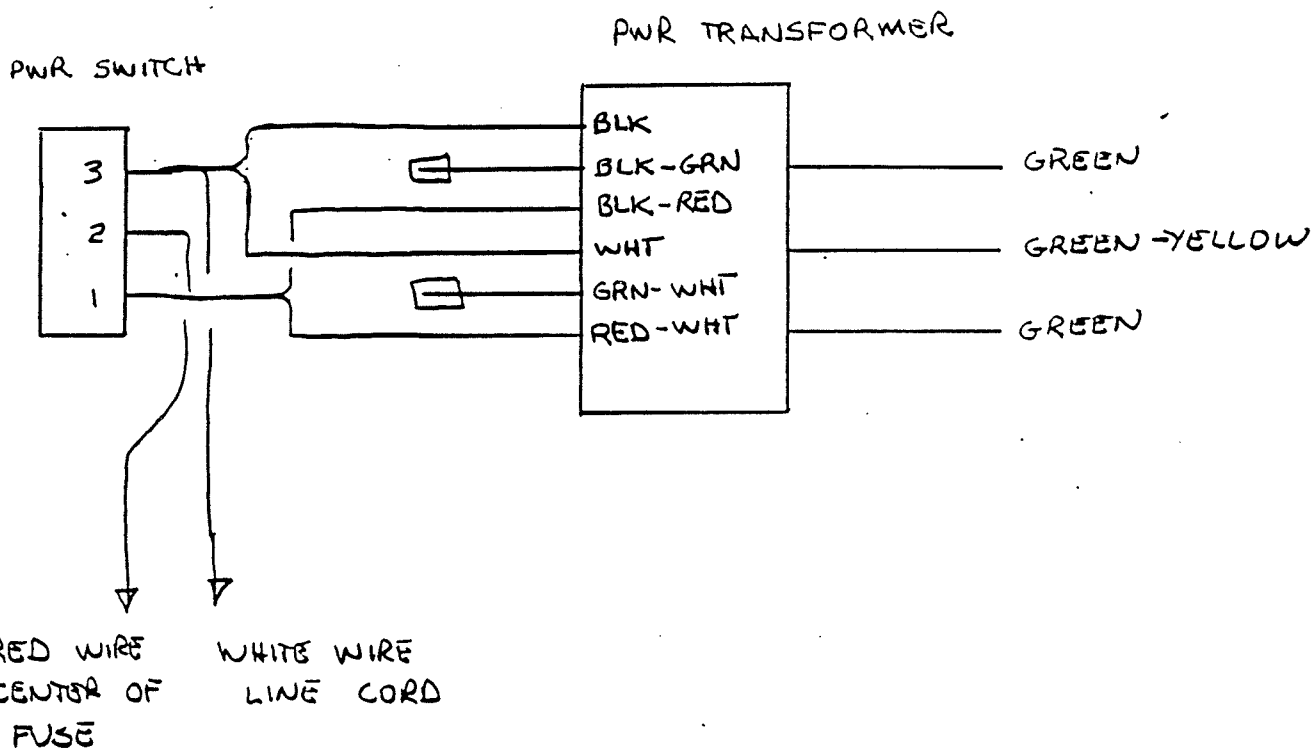 PWR TRANSFORMER
PWR SWITCH
3
2
1
BLK
BLK-GRN
BLK-RED
WHT
GRN-WHT
RED-WHT
GREEN
GREEN-YELLOW
GREEN
RED WIRE
CENTER OF
FUSE
WHITE WIRE
LINE CORD